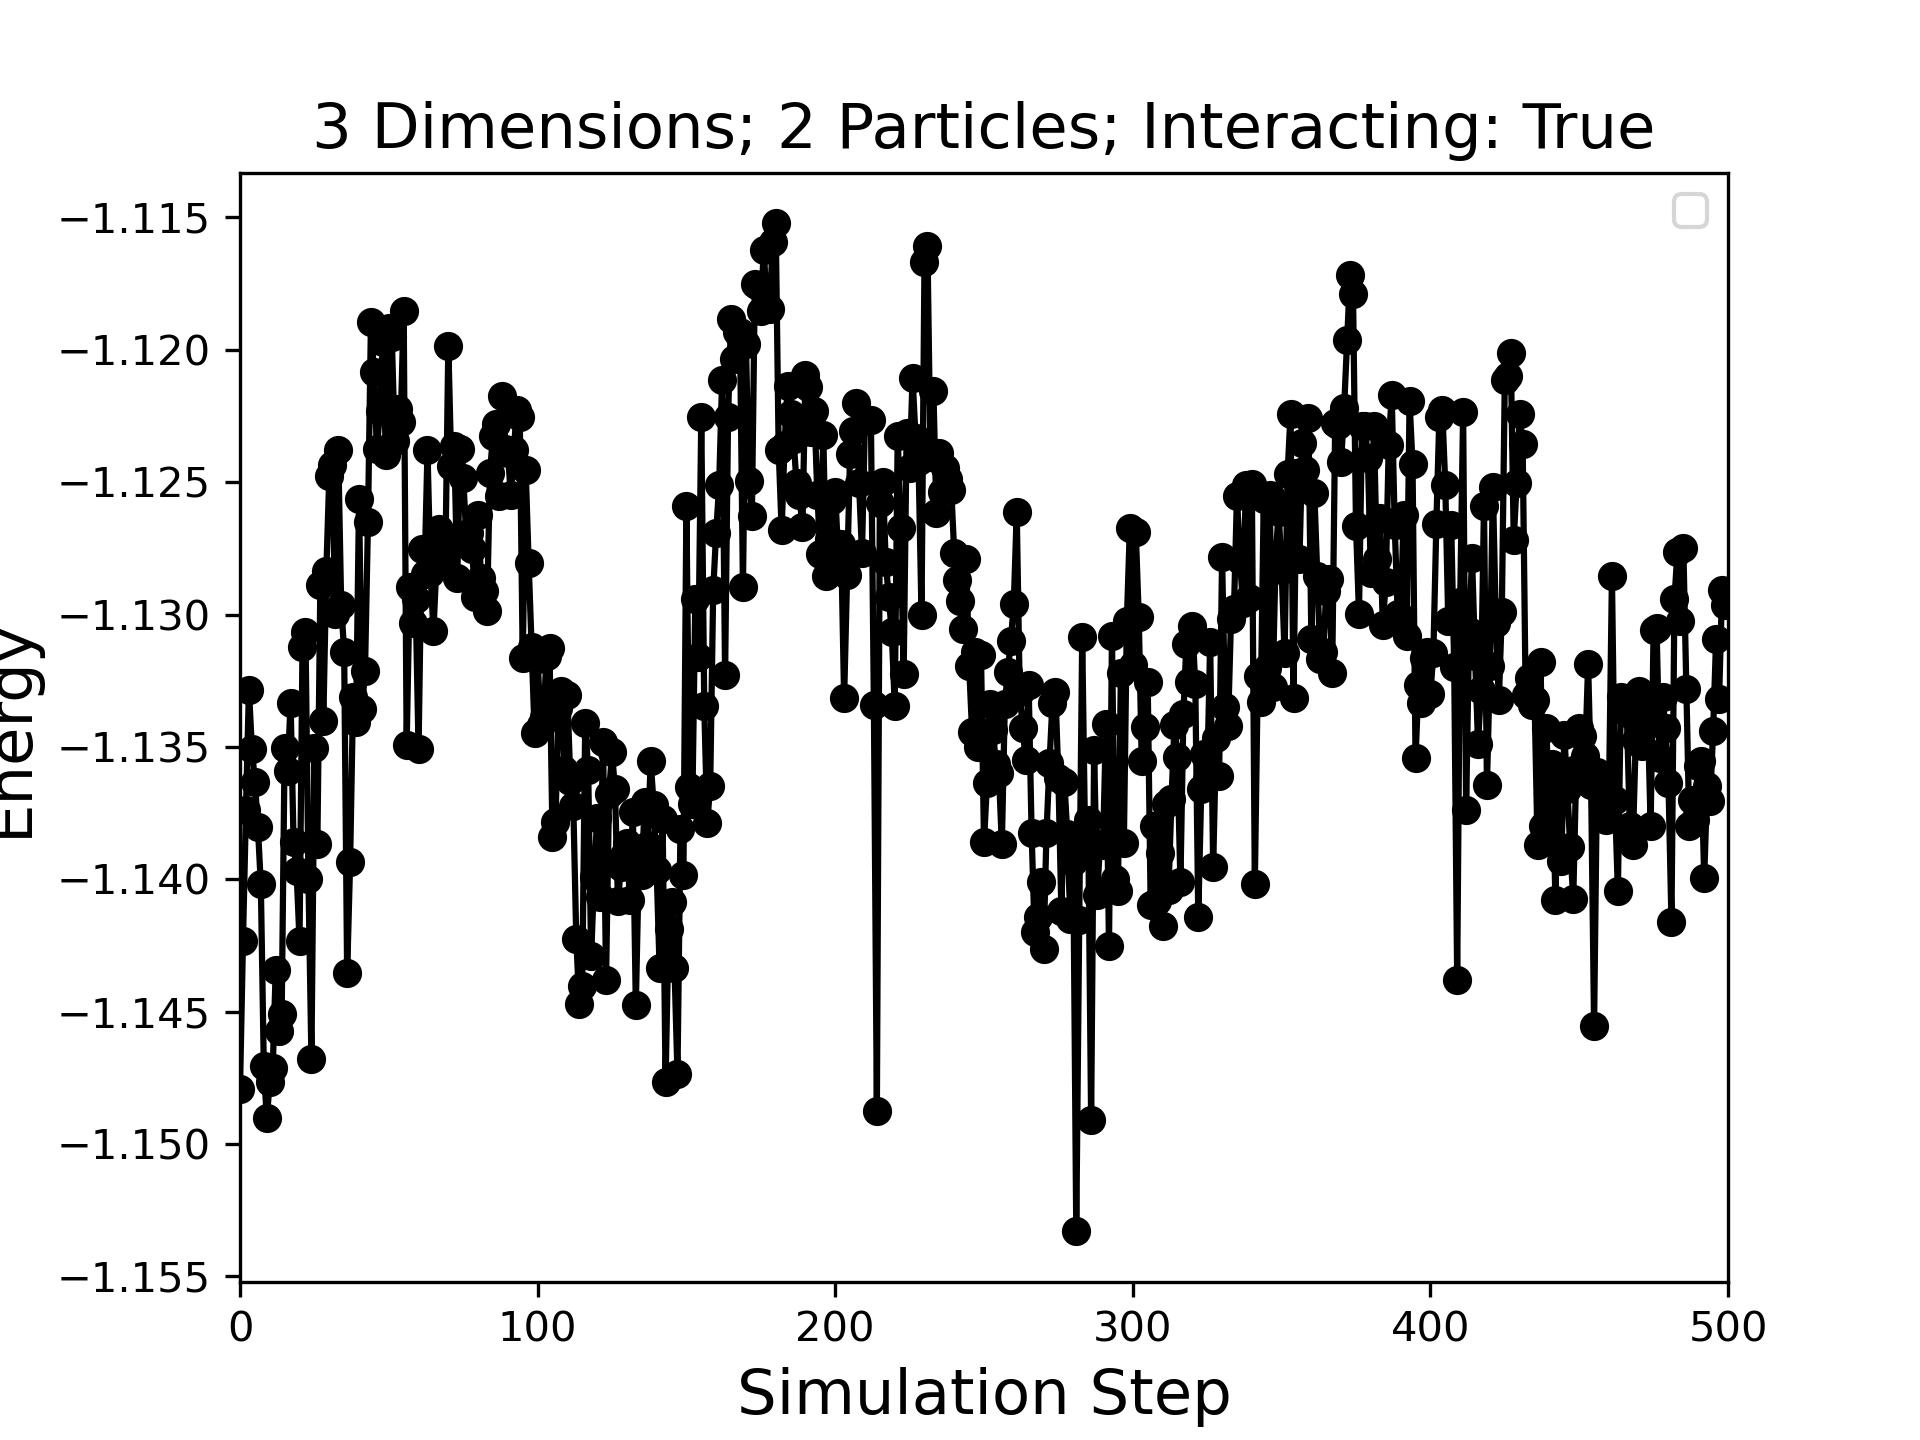 3 Dimensions; 2 Particles; Interacting: True
−1.115
−1.120
−1.125
−1.130
−1.135
−1.140
−1.145
−1.150
−1.155
Energy
0 100 200 300 400 500
Simulation Step